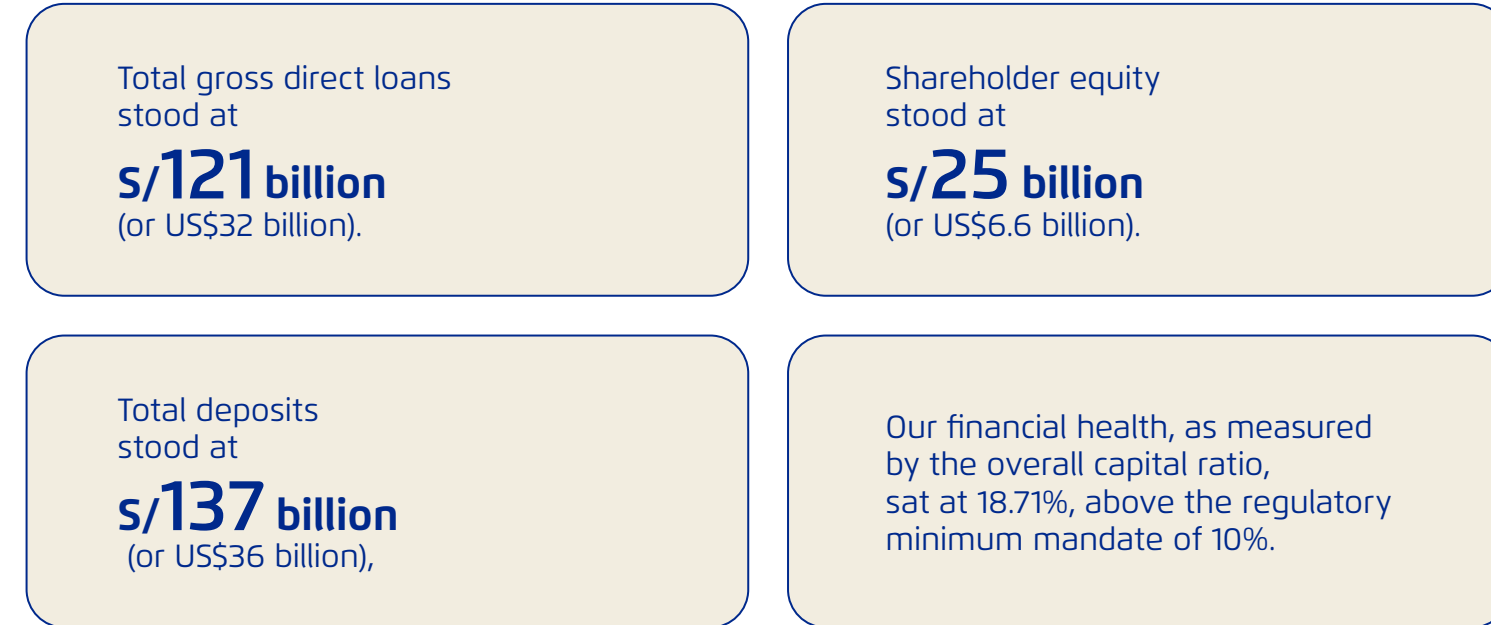 Total gross direct loans
stood at
S/121 billion
(or US$32 billion).
Shareholder equity
stood at
S/25 billion
(or US$6.6 billion).
Total deposits
stood at
S/137 billion
(or US$36 billion),
Our financial health, as measured
by the overall capital ratio,
sat at 18.71%, above the regulatory
minimum mandate of 10%.